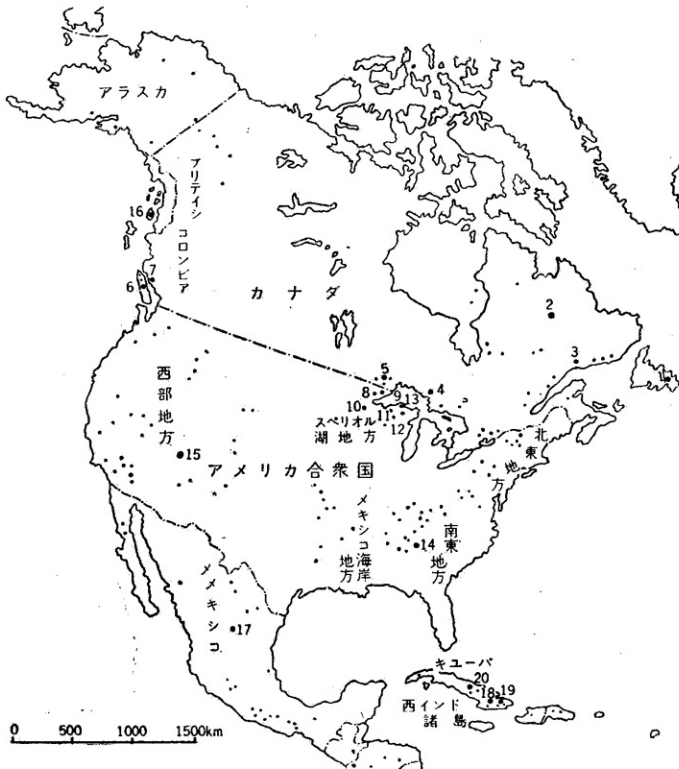 アラスカ
ブリテイシ
コロンビア
16
7
6
カナダ
2
3
1
5
4
8
9
13
10
11
12
スペリオル
湖地方
西部地方
15
アメリカ合衆国
北東
地方
メキシコ海岸
地方
南東
地方
14
メメキシコ
17
キューバ
20
18
19
西インド
諸島
0 500 1000 1500km